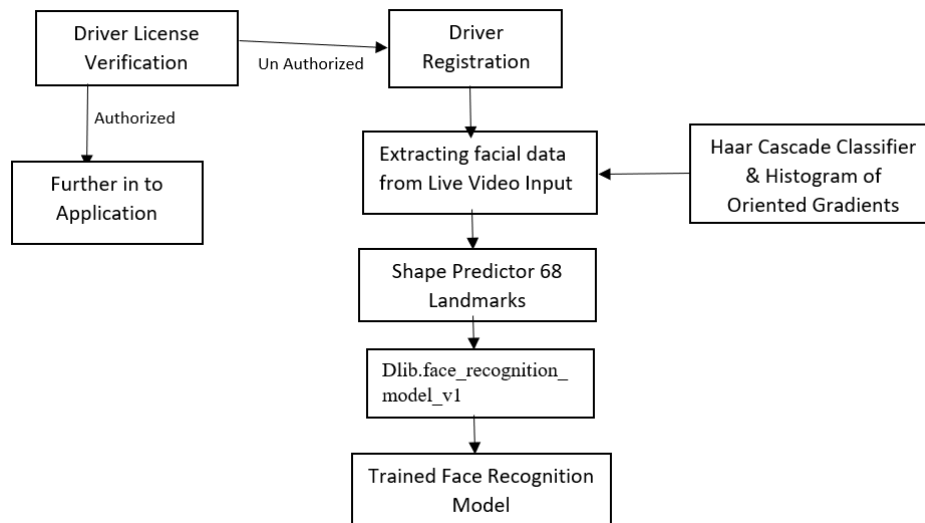 Driver License
Verification
Driver
Registration
Un Authorized
Authorized
Further in to
Application
Extracting facial data
from Live Video Input
Haar Cascade Classifier
& Histogram of
Oriented Gradients
Shape Predictor 68
Landmarks
Dlib.face_recognition_
model_v1
Trained Face Recognition
Model